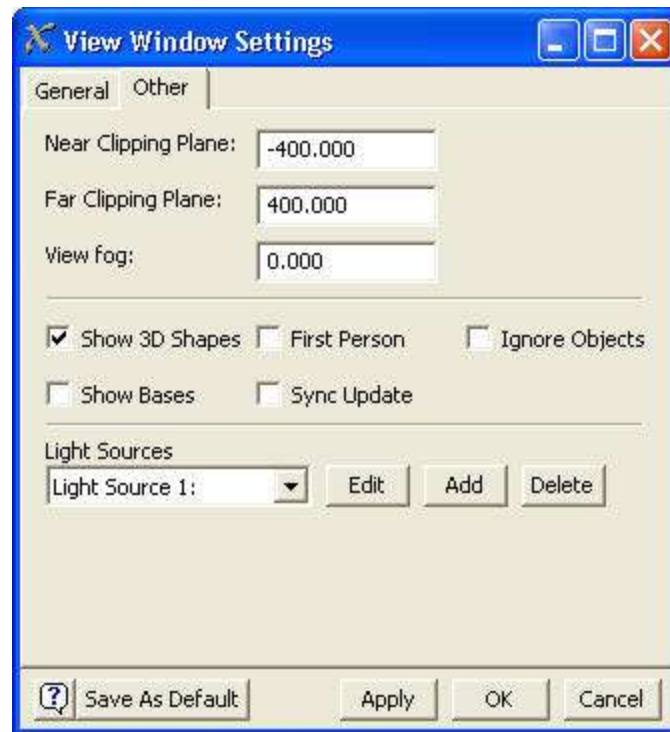 View Window Settings
General Other
Near Clipping Plane: -400.000
Far Clipping Plane: 400.000
View fog: 0.000
Show 3D Shapes First Person Ignore Objects
Show Bases Sync Update
Light Sources
Light Source 1: Edit Add Delete
? Save As Default Apply OK Cancel